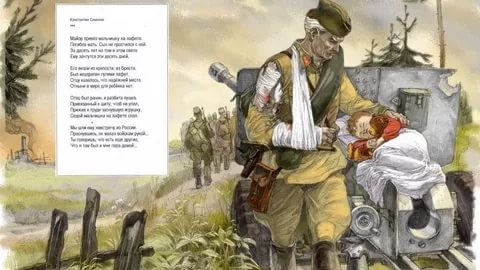 Константин Симонов
***
Майор привёз мальчишку на лафете.
Погибла мать. Сын не простился с ней.
За десять лет на том и этом свете
Ему зачтутся эти десять дней.
Его везли из крепости, из Бреста.
Был исцарапан пулями лафет.
Отцу казалось, что надёжней места
Отныне в мире для ребёнка нет.
Отец был ранен, и разбита пушка.
Привязанный к щиту, чтоб не упал,
Прижав к груди заснувшую игрушку,
Седой мальчишка на лафете спал.
Мы шли ему навстречу из России.
Проснувшись, он махал войскам рукой...
Ты говоришь, что есть ещё другие,
Что я там был и мне пора домой...